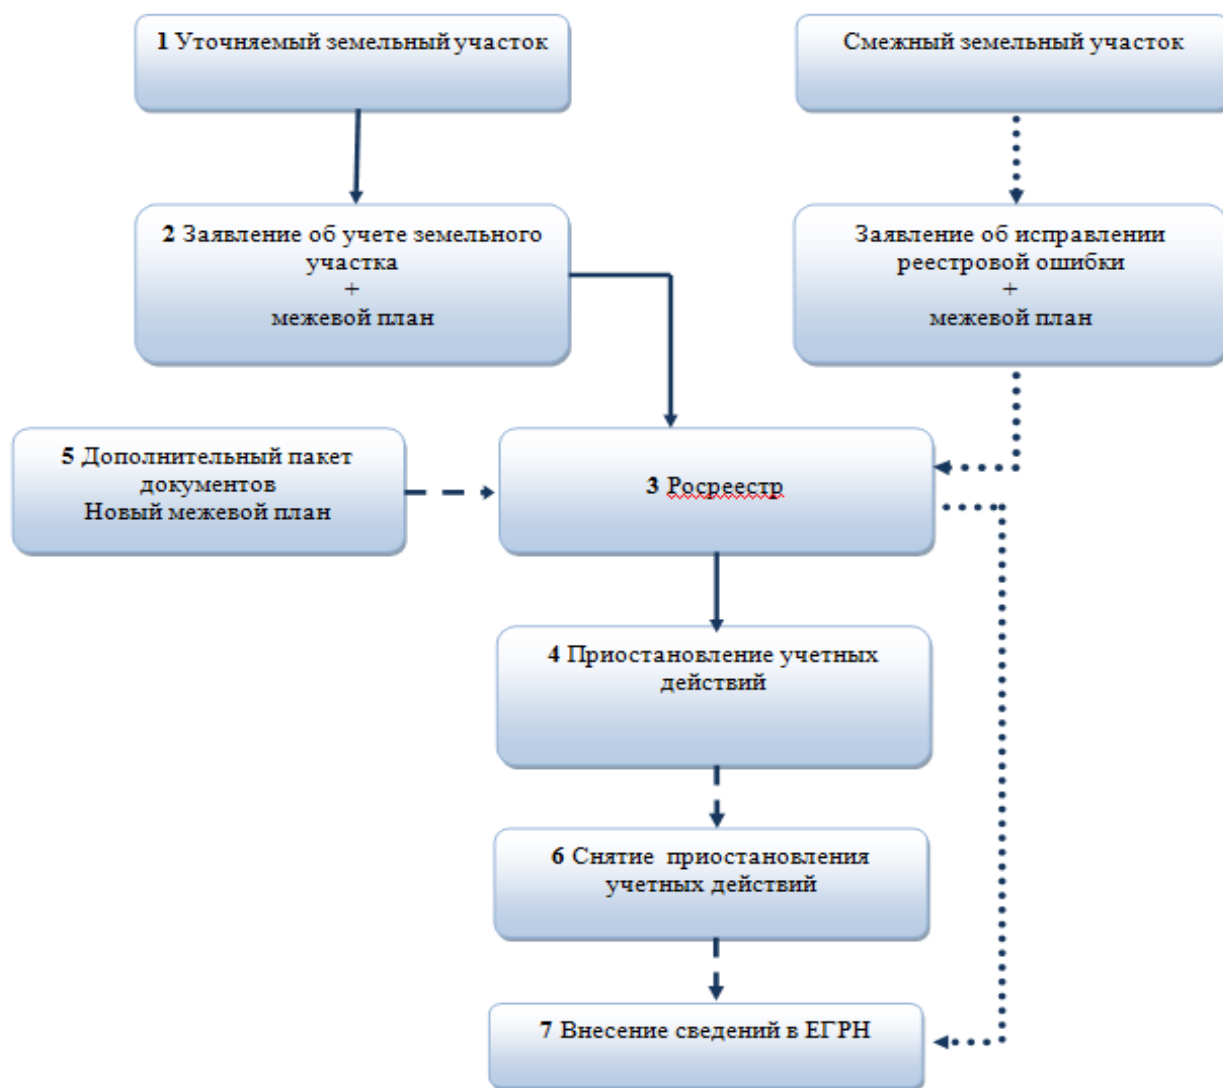 1 Уточняемый земельный участок
Смежный земельный участок
2 Заявление об учете земельного
участка
+
межевой план
Заявление об исправлении
реестровой ошибки
+
межевой план
5 Дополнительный пакет
документов
Новый межевой план
3 Росреестр
4 Приостановление учетных
действий
6 Снятие приостановления
учетных действий
7 Внесение сведений в ЕГРН